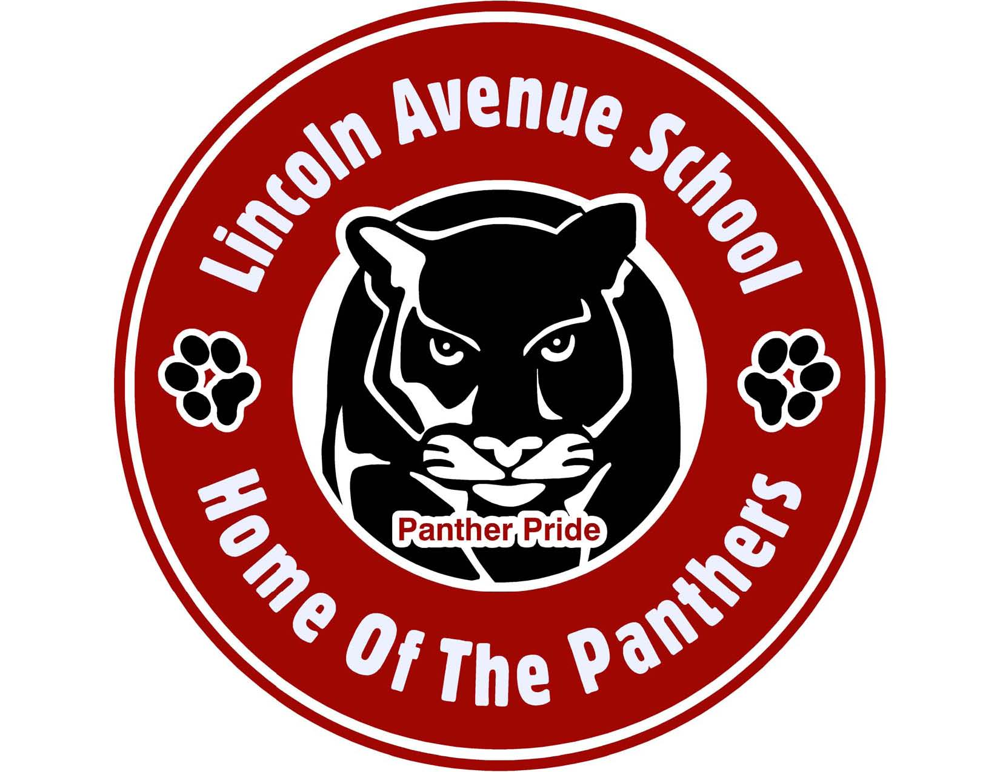 Lincoln Avenue School
Panther Pride
Home Of The Panthers